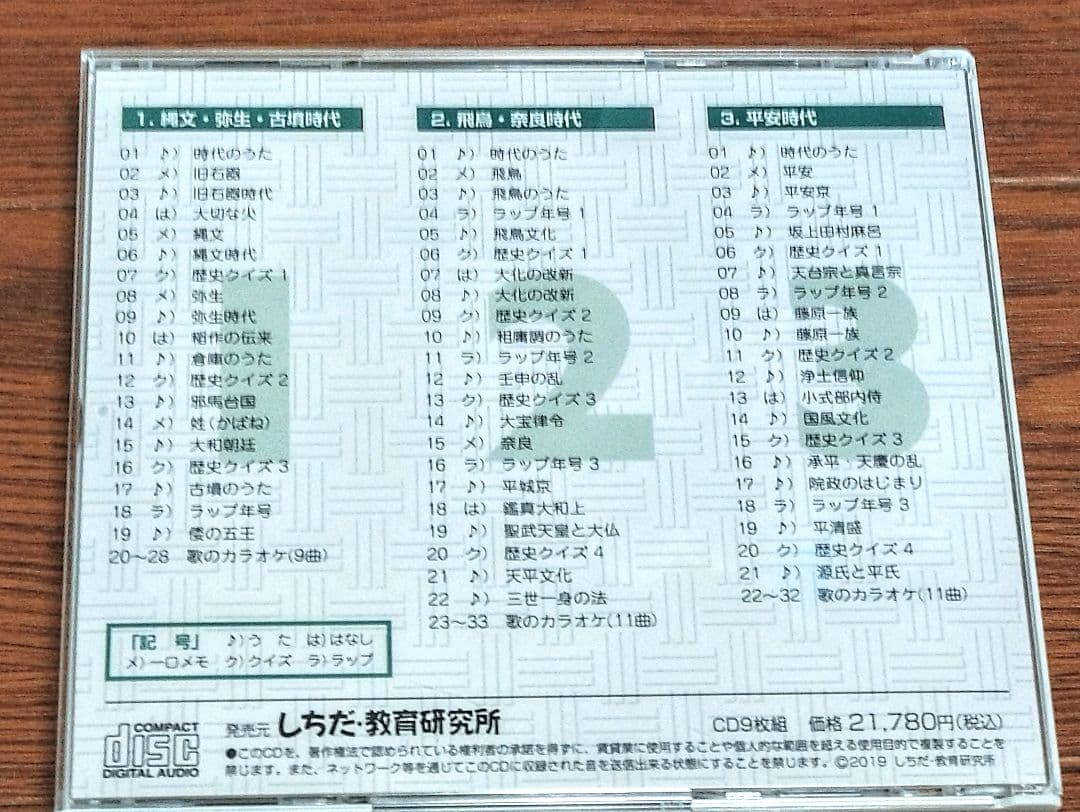 1. 縄文・弥生・古墳時代
01 ♪) 時代のうた
02 メ) 旧石器
03 ♪) 旧石器時代
04 は) 大切な火
05 メ) 縄文
06 ♪) 縄文時代
07 ク) 歴史クイズ 1
08 メ) 弥生
09 ♪) 弥生時代
10 は) 稲作の伝来
11 ♪) 倉庫のうた
12 ク) 歴史クイズ 2
13 ♪) 邪馬台国
14 メ) 姓(かばね)
15 ♪) 大和朝廷
16 ク) 歴史クイズ 3
17 ♪) 古墳のうた
18 ラ) ラップ年号
19 ♪) 倭の五王
20〜28 歌のカラオケ(9曲)
「記 号」 ♪)う た は)はなし
メ)一口メモ ク)クイズ ラ)ラップ
2. 飛鳥・奈良時代
01 ♪) 時代のうた
02 メ) 飛鳥
03 ♪) 飛鳥のうた
04 ラ) ラップ年号 1
05 ♪) 飛鳥文化
06 ク) 歴史クイズ 1
07 は) 大化の改新
08 ♪) 大化の改新
09 ク) 歴史クイズ 2
10 ♪) 租庸調のうた
11 ラ) ラップ年号 2
12 ♪) 壬申の乱
13 ク) 歴史クイズ 3
14 ♪) 大宝律令
15 メ) 奈良
16 ラ) ラップ年号 3
17 ♪) 平城京
18 は) 鑑真大和上
19 ♪) 聖武天皇と大仏
20 ク) 歴史クイズ 4
21 ♪) 天平文化
22 ♪) 三世一身の法
23〜33 歌のカラオケ(11曲)
3. 平安時代
01 ♪) 時代のうた
02 メ) 平安
03 ♪) 平安京
04 ラ) ラップ年号 1
05 ♪) 坂上田村麻呂
06 ク) 歴史クイズ 1
07 ♪) 天台宗と真言宗
08 ラ) ラップ年号 2
09 は) 藤原一族
10 ♪) 藤原一族
11 ク) 歴史クイズ 2
12 ♪) 浄土信仰
13 は) 小式部内侍
14 ♪) 国風文化
15 ク) 歴史クイズ 3
16 ♪) 承平・天慶の乱
17 ♪) 院政のはじまり
18 ラ) ラップ年号 3
19 ♪) 平清盛
20 ク) 歴史クイズ 4
21 ♪) 源氏と平氏
22〜32 歌のカラオケ(11曲)
1 2 3
COMPACT
disc
DIGITAL AUDIO
発売元 しちだ・教育研究所
CD9枚組 価格 21,780円(税込)
●このCDを、著作権法で認められている権利者の承諾を得ずに、賃貸業に使用することや個人的な範囲を超える使用目的で複製することを
禁じます。また、ネットワーク等を通じてこのCDに収録された音を送信出来る状態にすることを禁じます。©2019 しちだ・教育研究所